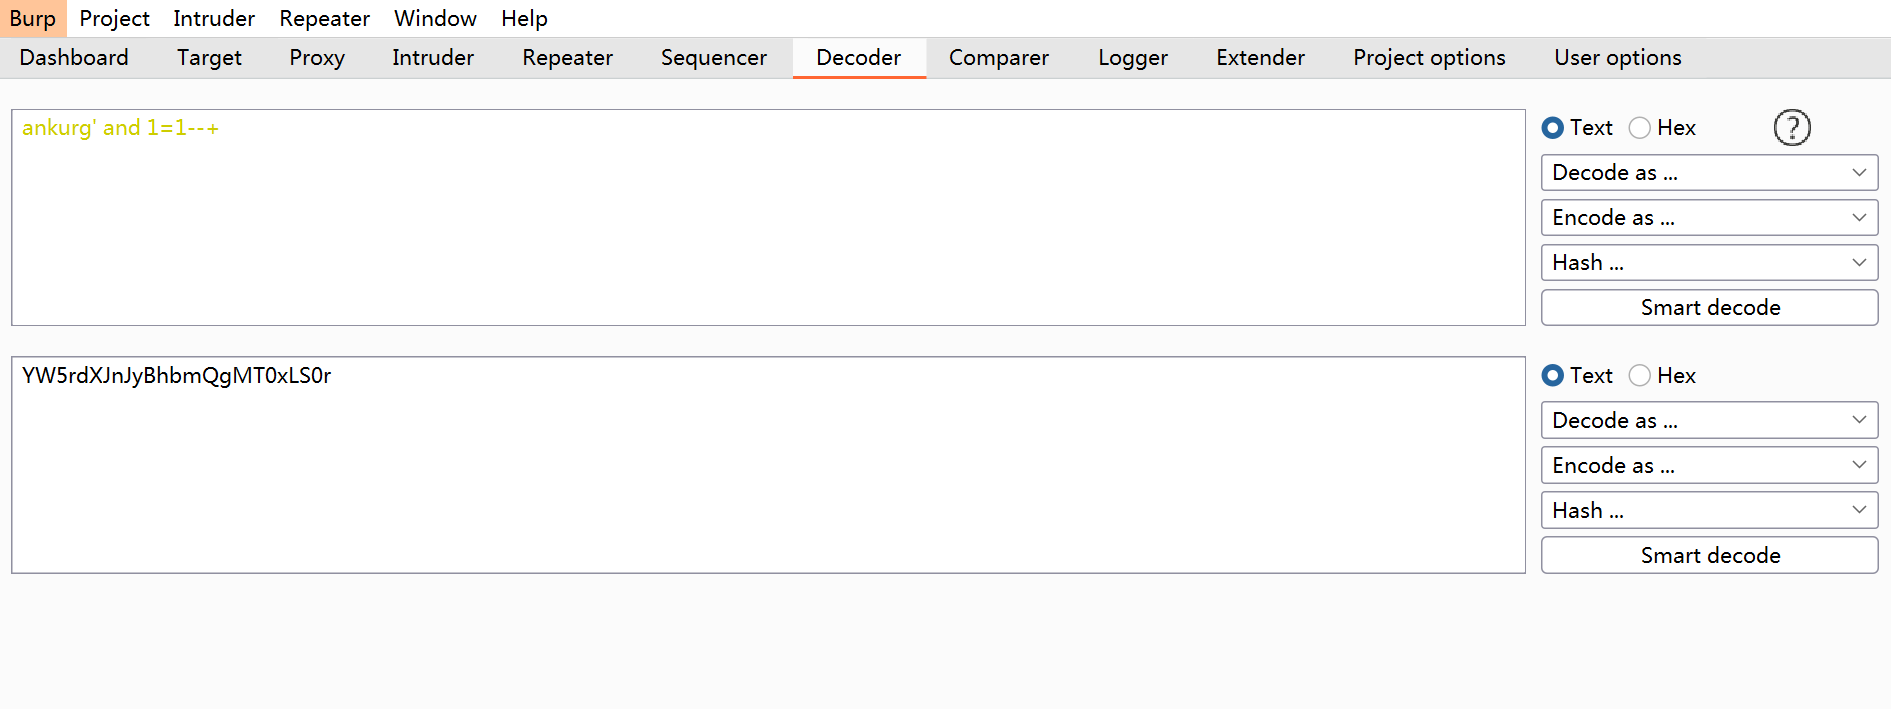 Burp Project Intruder Repeater Window Help
Dashboard Target Proxy Intruder Repeater Sequencer Decoder Comparer Logger Extender Project options User options
ankurg' and 1=1--+
Text Hex ?
Decode as ...
Encode as ...
Hash ...
Smart decode
YW5rdXJnJyBhbmQgMT0xLS0r
Text Hex
Decode as ...
Encode as ...
Hash ...
Smart decode